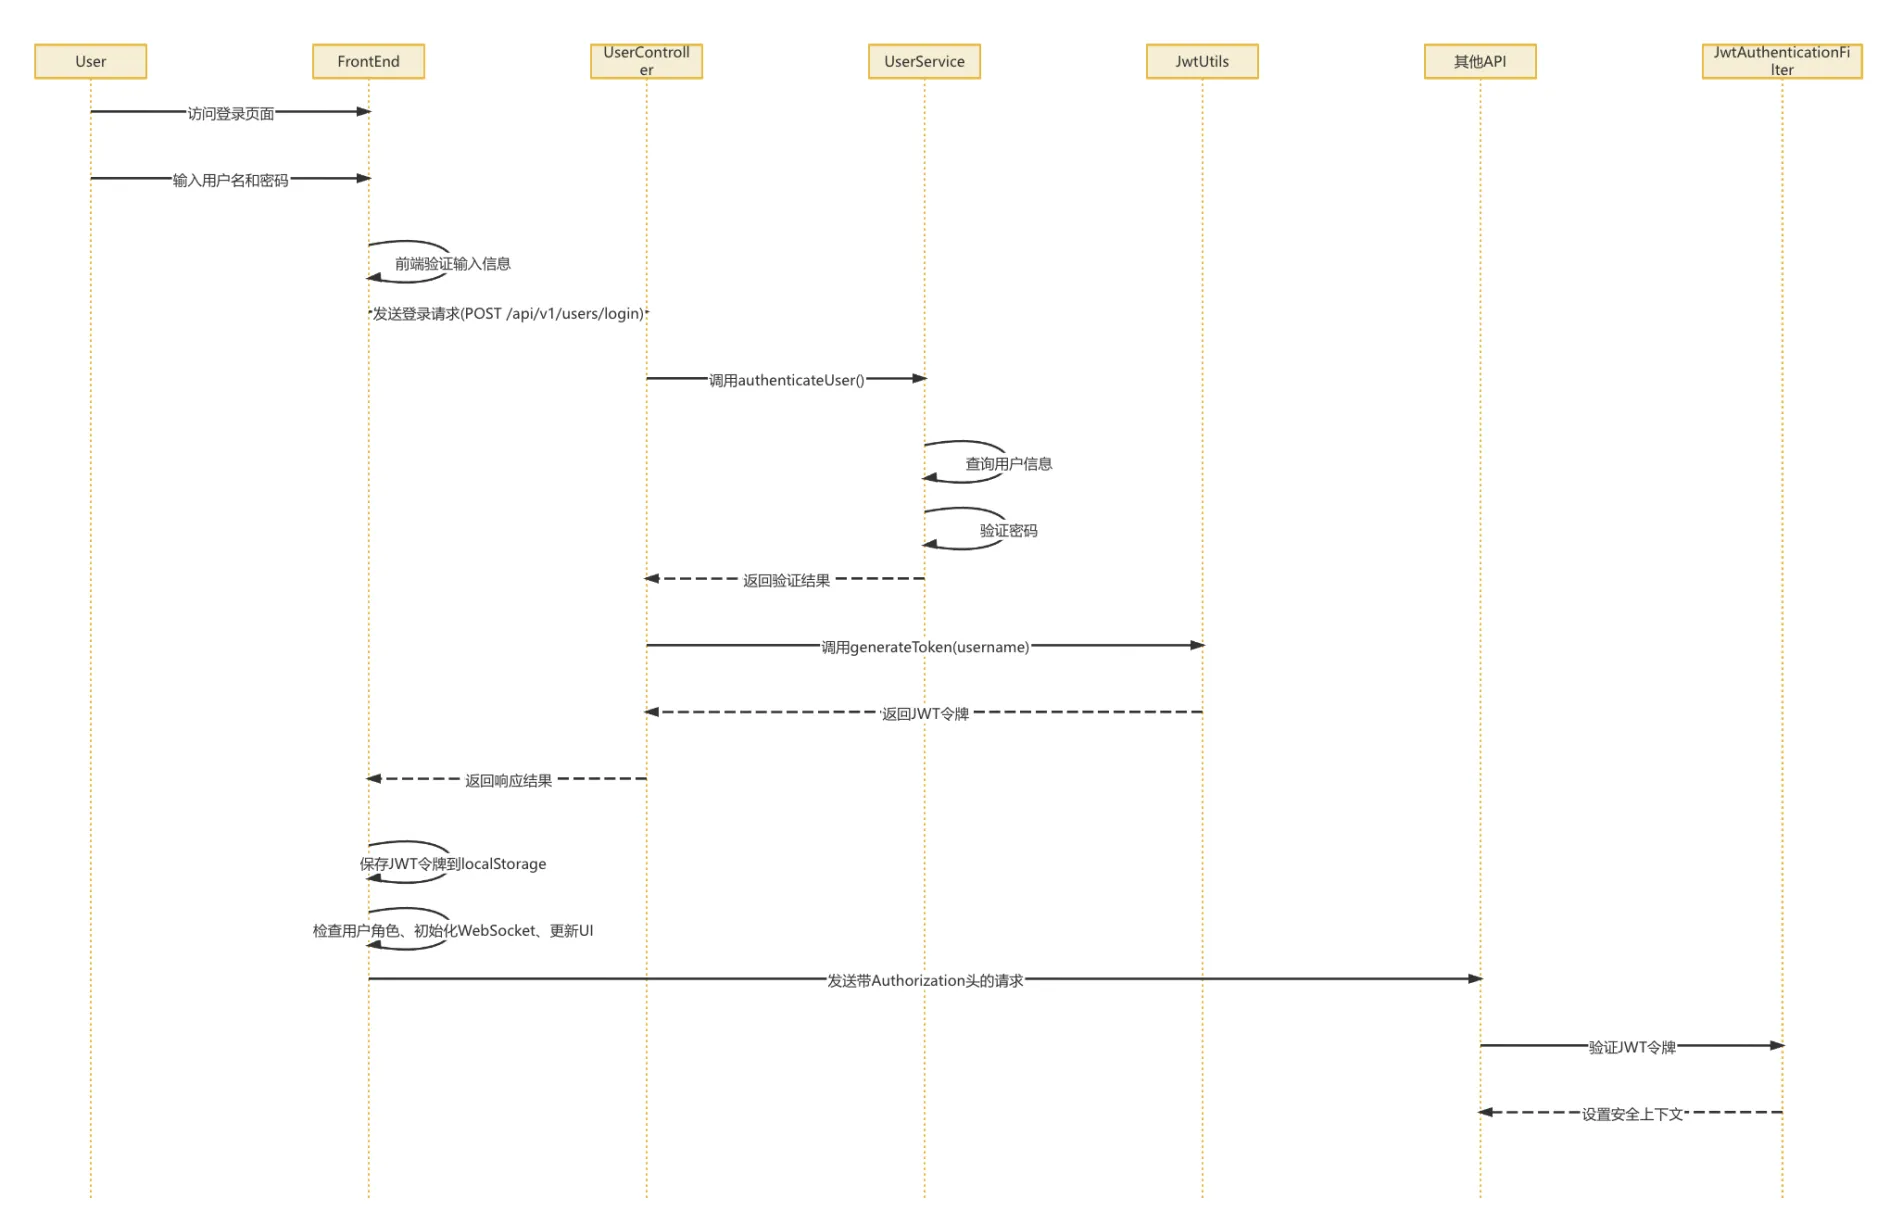 User
FrontEnd
UserControll
er
UserService
JwtUtils
其他API
JwtAuthenticationFi
lter
访问登录页面
输入用户名和密码
前端验证输入信息
发送登录请求(POST /api/v1/users/login)
调用authenticateUser()
查询用户信息
验证密码
返回验证结果
调用generateToken(username)
返回JWT令牌
返回响应结果
保存JWT令牌到localStorage
检查用户角色、初始化WebSocket、更新UI
发送带Authorization头的请求
验证JWT令牌
设置安全上下文